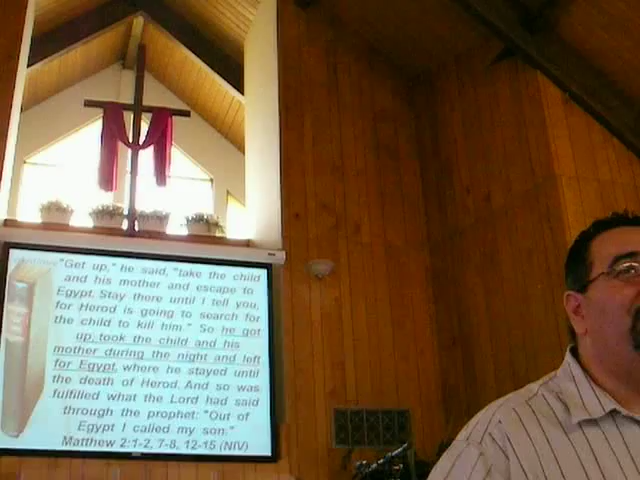 "Get up," he said, "take the child
and his mother and escape to
Egypt. Stay there until I tell you,
for Herod is going to search for
the child to kill him." So he got
up, took the child and his
mother during the night and left
for Egypt, where he stayed until
the death of Herod. And so was
fulfilled what the Lord had said
through the prophet: "Out of
Egypt I called my son."
Matthew 2:1-2, 7-8, 12-15 (NIV)